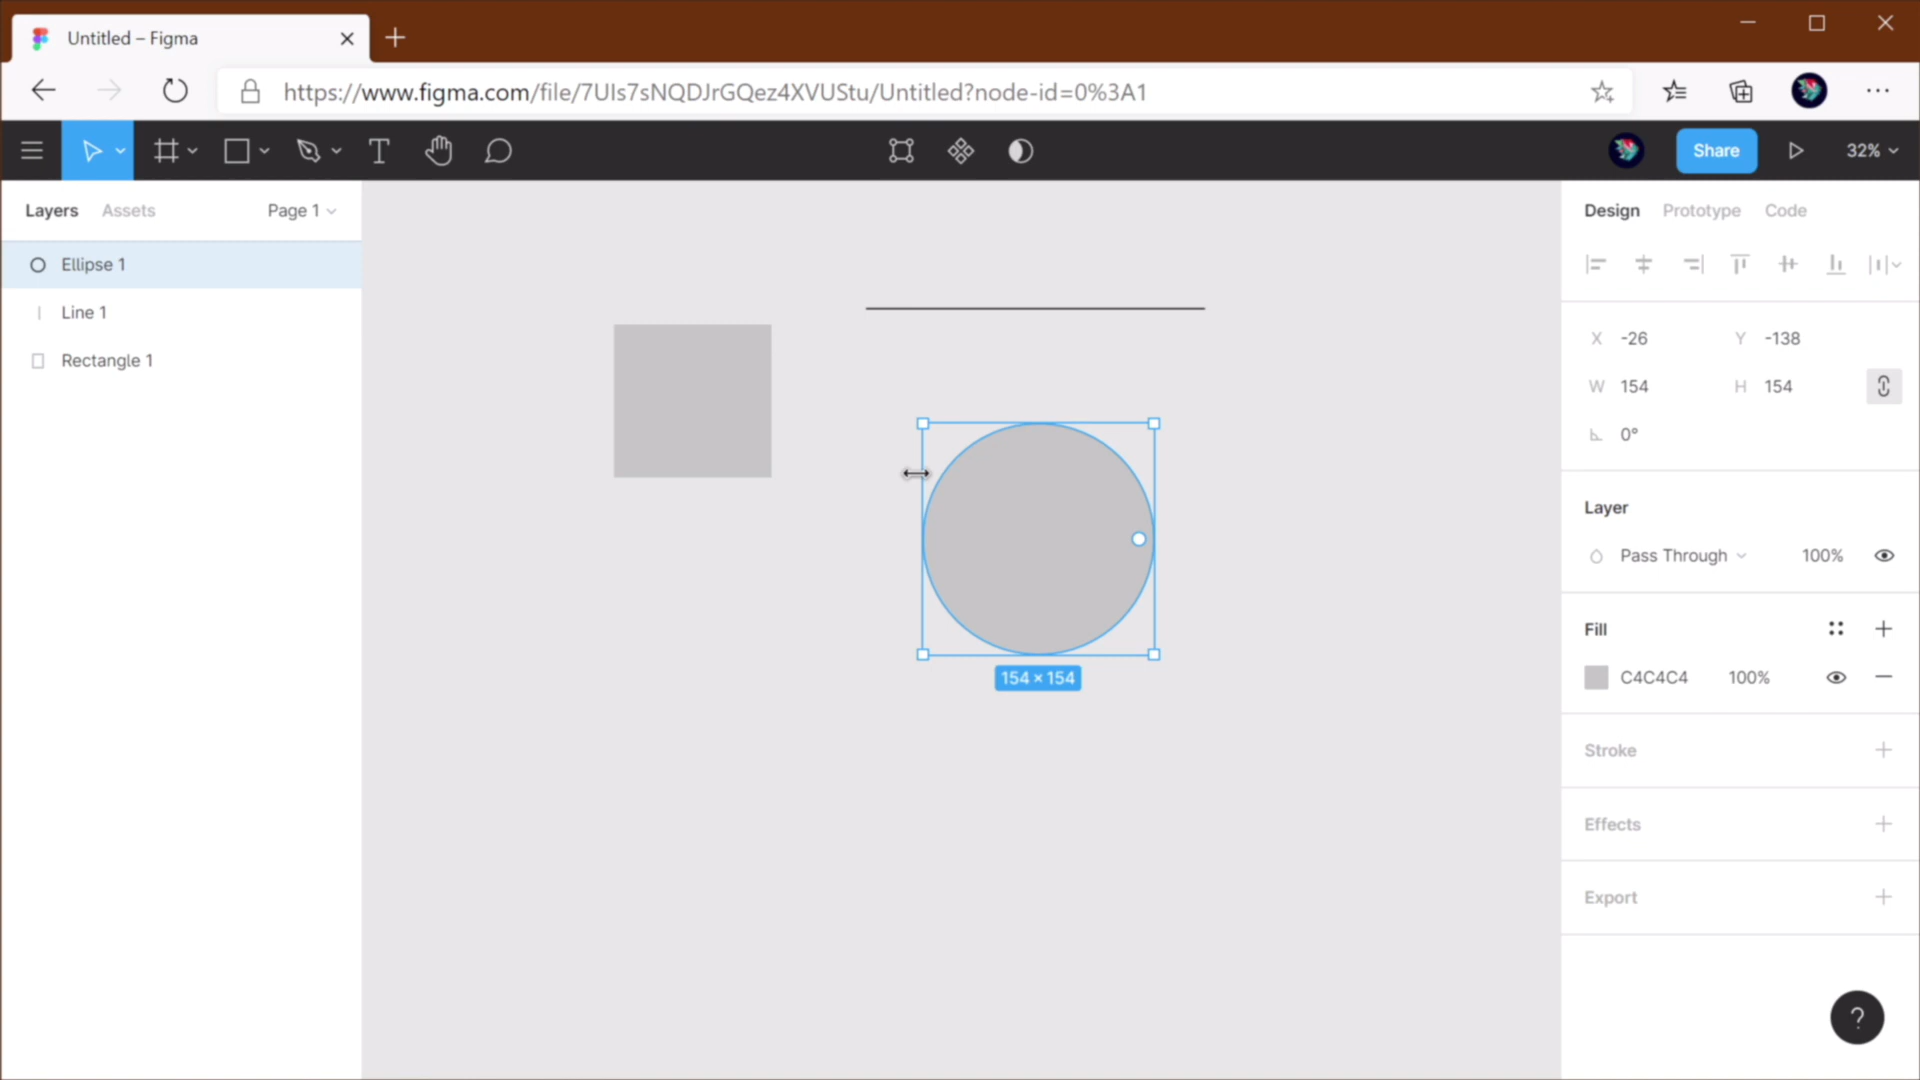 Untitled – Figma
https://www.figma.com/file/7UIs7sNQDJrGQez4XVUStu/Untitled?node-id=0%3A1
Share
32%
Layers
Assets
Page 1
Ellipse 1
Line 1
Rectangle 1
154 × 154
Design
Prototype
Code
X -26
Y -138
W 154
H 154
0°
Layer
Pass Through
100%
Fill
C4C4C4
100%
Stroke
Effects
Export
?